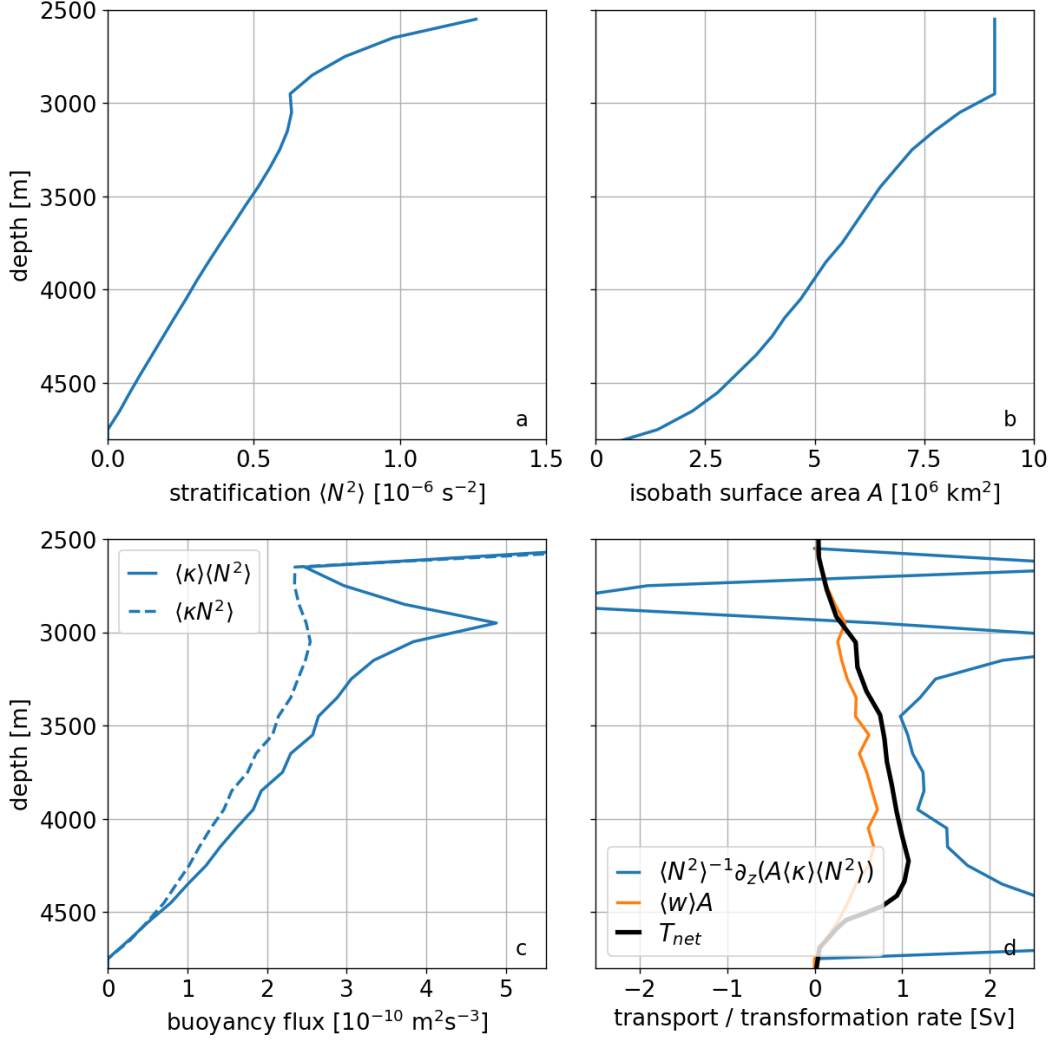 2500
3000
3500
4000
4500
depth [m]
0.0 0.5 1.0 1.5
stratification ⟨N²⟩ [10⁻⁶ s⁻²]
a
0 2.5 5.0 7.5 10
isobath surface area A [10⁶ km²]
b
2500
3000
3500
4000
4500
depth [m]
⟨κ⟩⟨N²⟩
⟨κN²⟩
c
0 1 2 3 4 5
buoyancy flux [10⁻¹⁰ m²s⁻³]
⟨N²⟩⁻¹∂z(A⟨κ⟩⟨N²⟩)
⟨w⟩A
Tnet
d
−2 −1 0 1 2
transport / transformation rate [Sv]